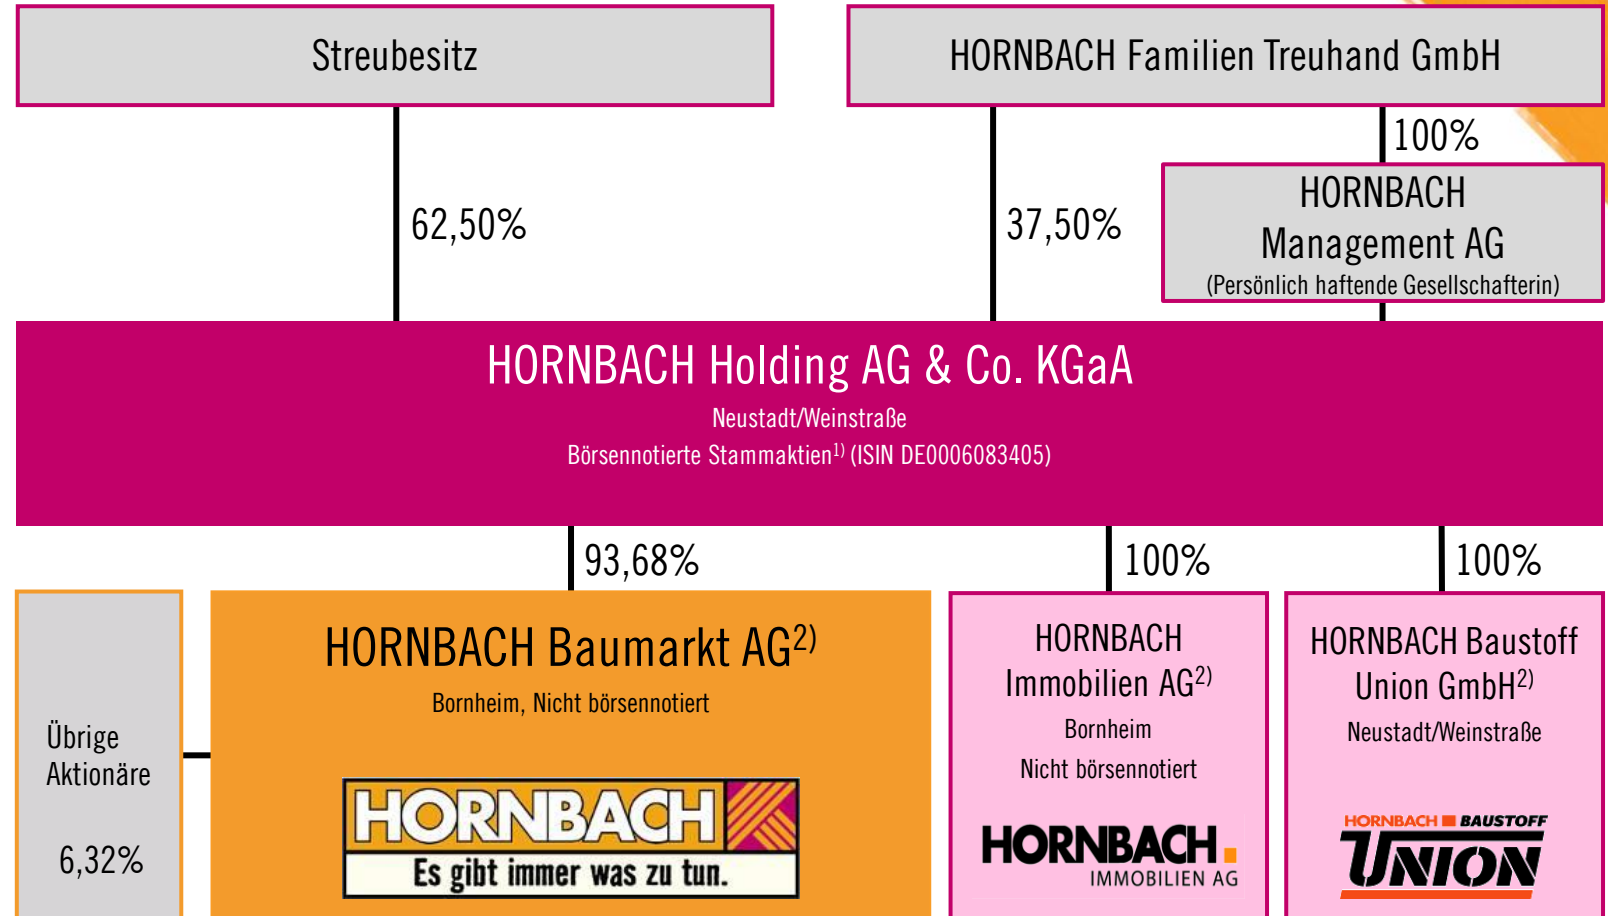 Streubesitz
HORNBACH Familien Treuhand GmbH
100%
62,50%
37,50%
HORNBACH
Management AG
(Persönlich haftende Gesellschafterin)
HORNBACH Holding AG & Co. KGaA
Neustadt/Weinstraße
Börsennotierte Stammaktien1) (ISIN DE0006083405)
93,68%
100%
100%
Übrige
Aktionäre
6,32%
HORNBACH Baumarkt AG2)
Bornheim, Nicht börsennotiert
HORNBACH
Es gibt immer was zu tun.
HORNBACH
Immobilien AG2)
Bornheim
Nicht börsennotiert
HORNBACH
IMMOBILIEN AG
HORNBACH Baustoff
Union GmbH2)
Neustadt/Weinstraße
HORNBACH BAUSTOFF
UNION